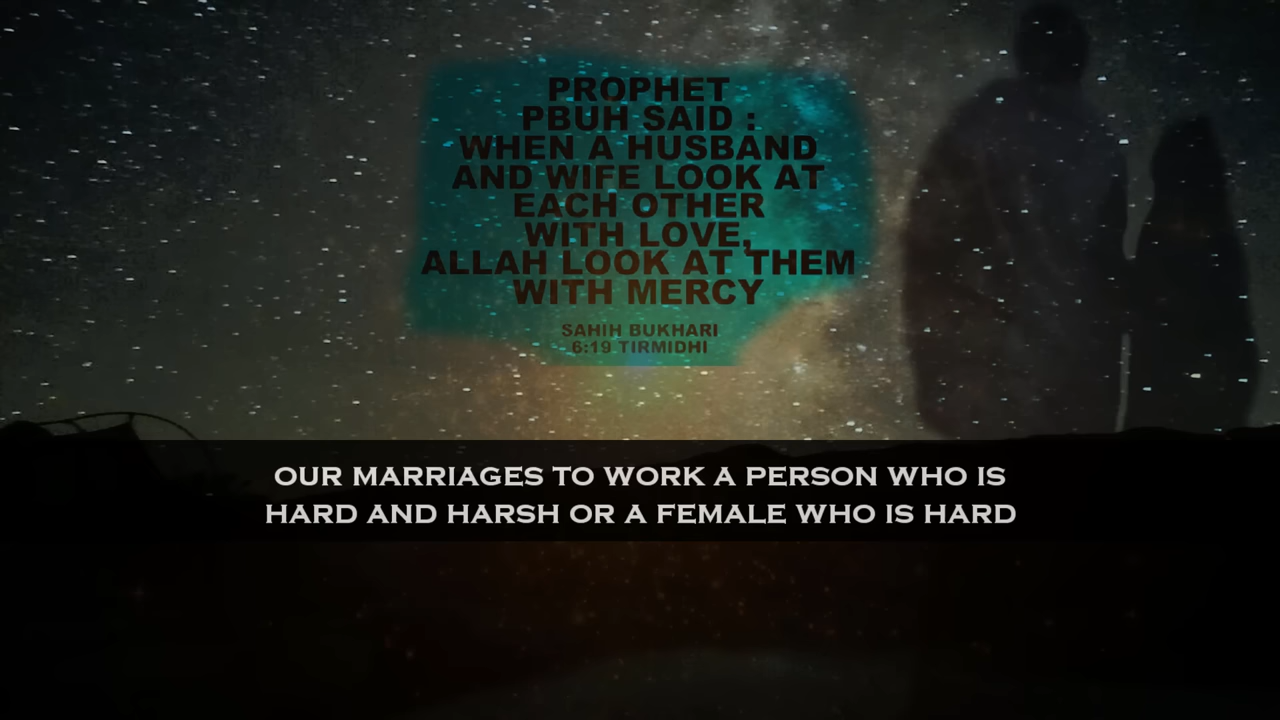 PROPHET
PBUH SAID :
WHEN A HUSBAND
AND WIFE LOOK AT
EACH OTHER
WITH LOVE,
ALLAH LOOK AT THEM
WITH MERCY
SAHIH BUKHARI
6:19 TIRMIDHI
OUR MARRIAGES TO WORK A PERSON WHO IS
HARD AND HARSH OR A FEMALE WHO IS HARD